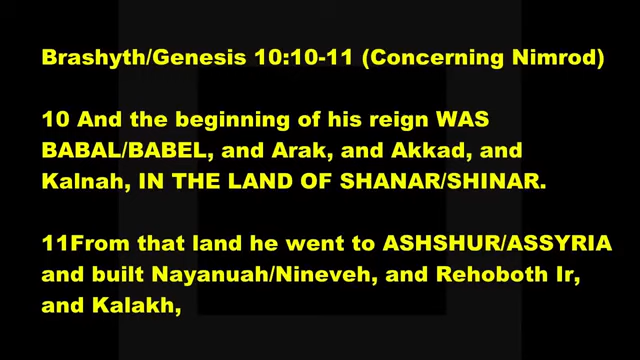 Brashyth/Genesis 10:10-11 (Concerning Nimrod)
10 And the beginning of his reign WAS
BABAL/BABEL, and Arak, and Akkad, and
Kalnah, IN THE LAND OF SHANAR/SHINAR.
11From that land he went to ASHSHUR/ASSYRIA
and built Nayanuah/Nineveh, and Rehoboth Ir,
and Kalakh,